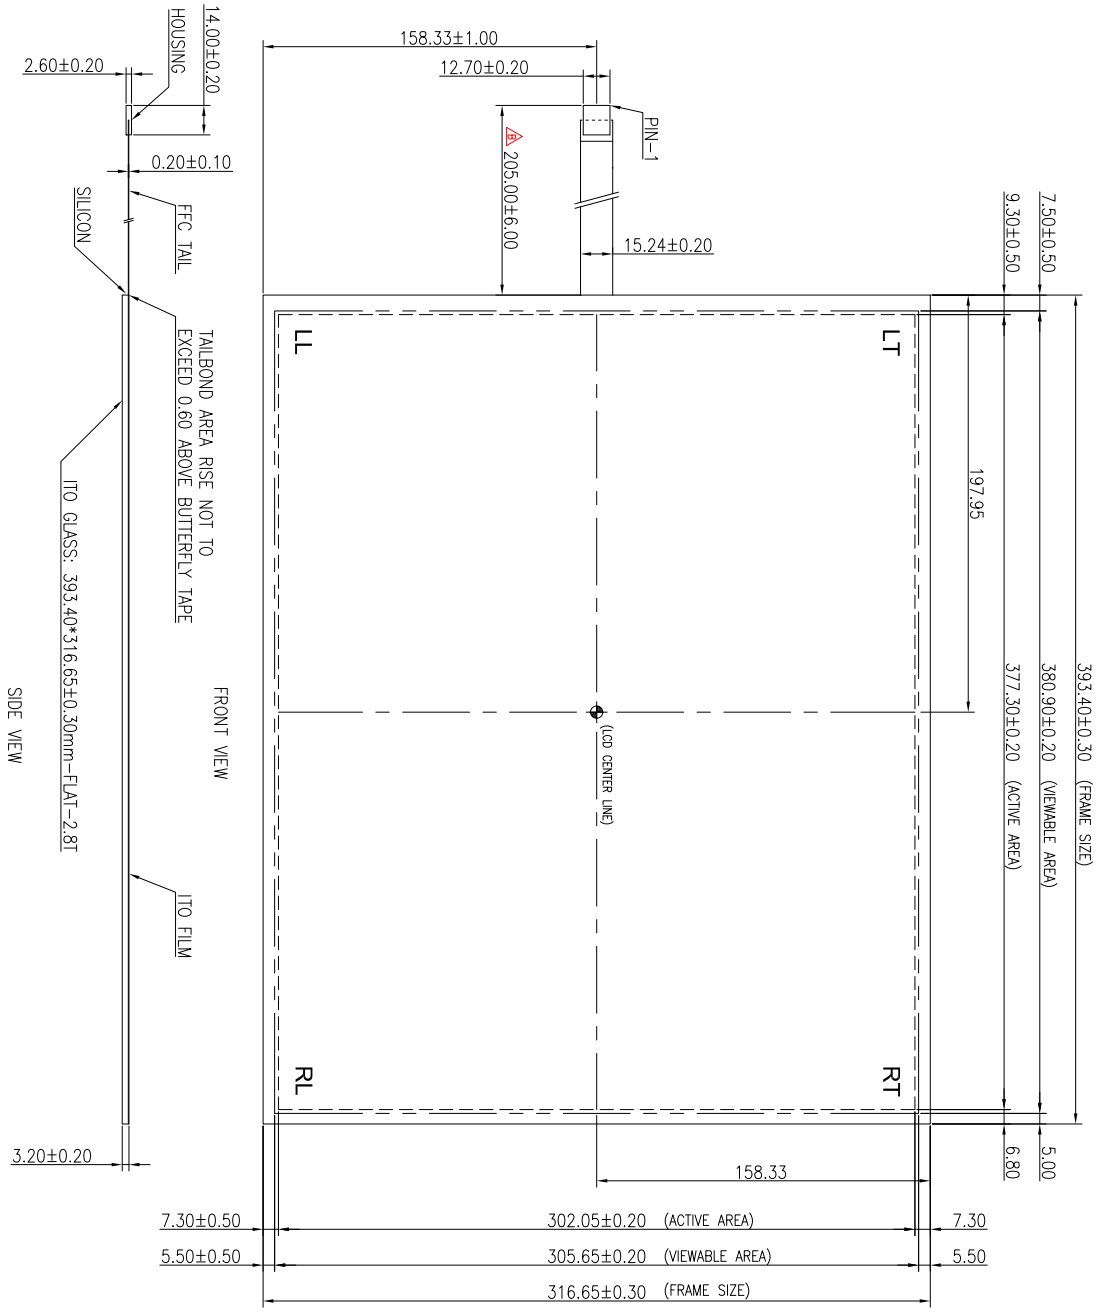 158.33±1.00
12.70±0.20
PIN-1
B 205.00±6.00
15.24±0.20
14.00±0.20
HOUSING
2.60±0.20
0.20±0.10
FFC TAIL
SILICON
TAILBOND AREA RISE NOT TO
EXCEED 0.60 ABOVE BUTTERFLY TAPE
ITO GLASS: 393.40*316.65±0.30mm-FLAT-2.8T
ITO FILM
3.20±0.20
SIDE VIEW
FRONT VIEW
LL
LT
RL
RT
(LCD CENTER LINE)
197.95
7.50±0.50
9.30±0.50
393.40±0.30 (FRAME SIZE)
380.90±0.20 (VIEWABLE AREA)
377.30±0.20 (ACTIVE AREA)
5.00
6.80
158.33
7.30±0.50
302.05±0.20 (ACTIVE AREA)
7.30
5.50±0.50
305.65±0.20 (VIEWABLE AREA)
5.50
316.65±0.30 (FRAME SIZE)